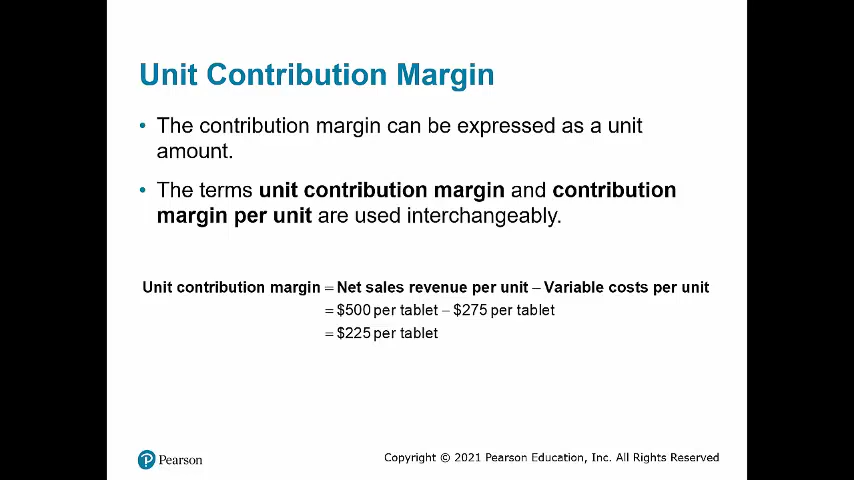 Unit Contribution Margin
• The contribution margin can be expressed as a unit
amount.
• The terms unit contribution margin and contribution
margin per unit are used interchangeably.
Unit contribution margin = Net sales revenue per unit − Variable costs per unit
= $500 per tablet − $275 per tablet
= $225 per tablet
P Pearson
Copyright © 2021 Pearson Education, Inc. All Rights Reserved